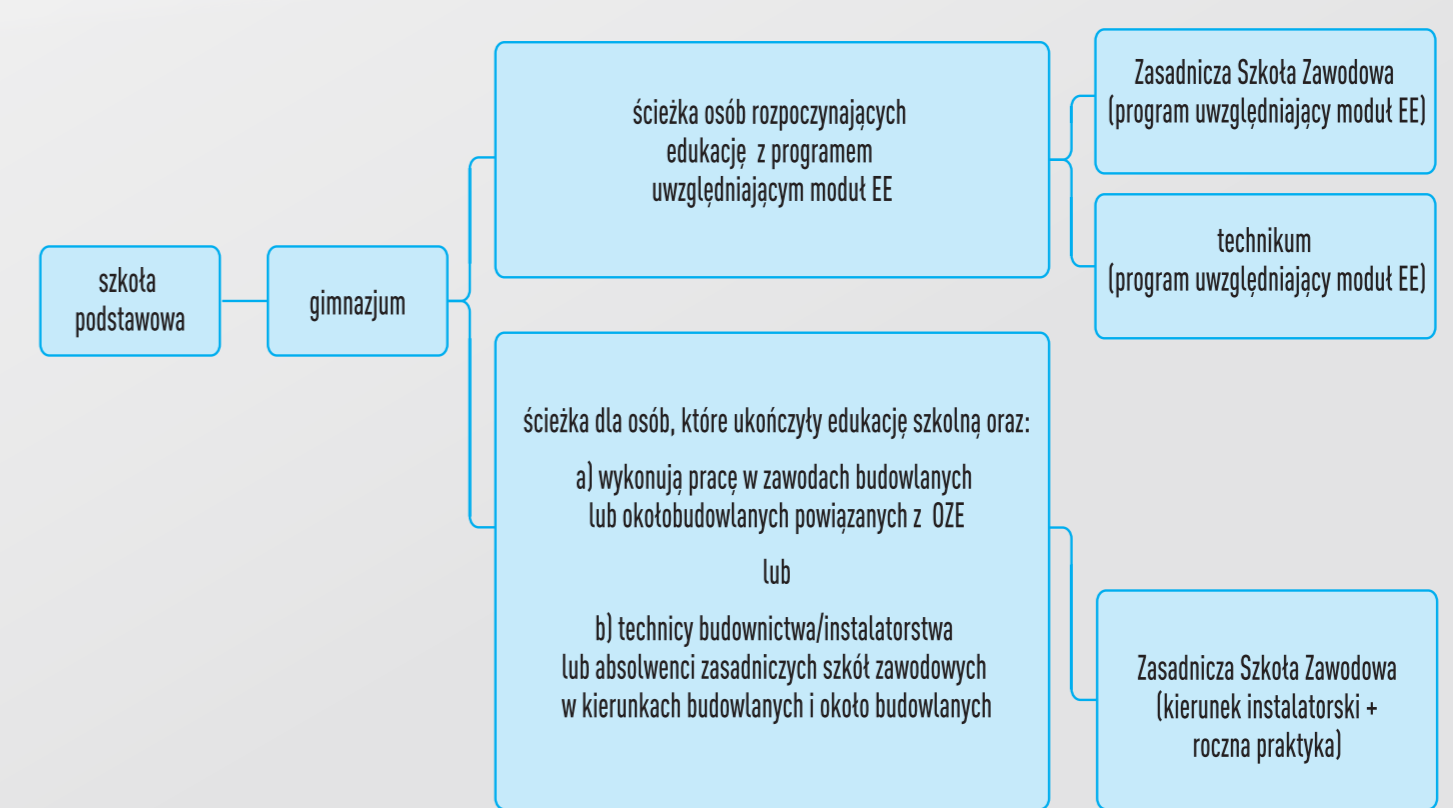 szkoła
podstawowa
gimnazjum
ścieżka osób rozpoczynających
edukację z programem
uwzględniającym moduł EE
Zasadnicza Szkoła Zawodowa
(program uwzględniający moduł EE)
technikum
(program uwzględniający moduł EE)
ścieżka dla osób, które ukończyły edukację szkolną oraz:
a) wykonują pracę w zawodach budowlanych
lub okołobudowlanych powiązanych z OZE
lub
b) technicy budownictwa/instalatorstwa
lub absolwenci zasadniczych szkół zawodowych
w kierunkach budowlanych i około budowlanych
Zasadnicza Szkoła Zawodowa
(kierunek instalatorski +
roczna praktyka)